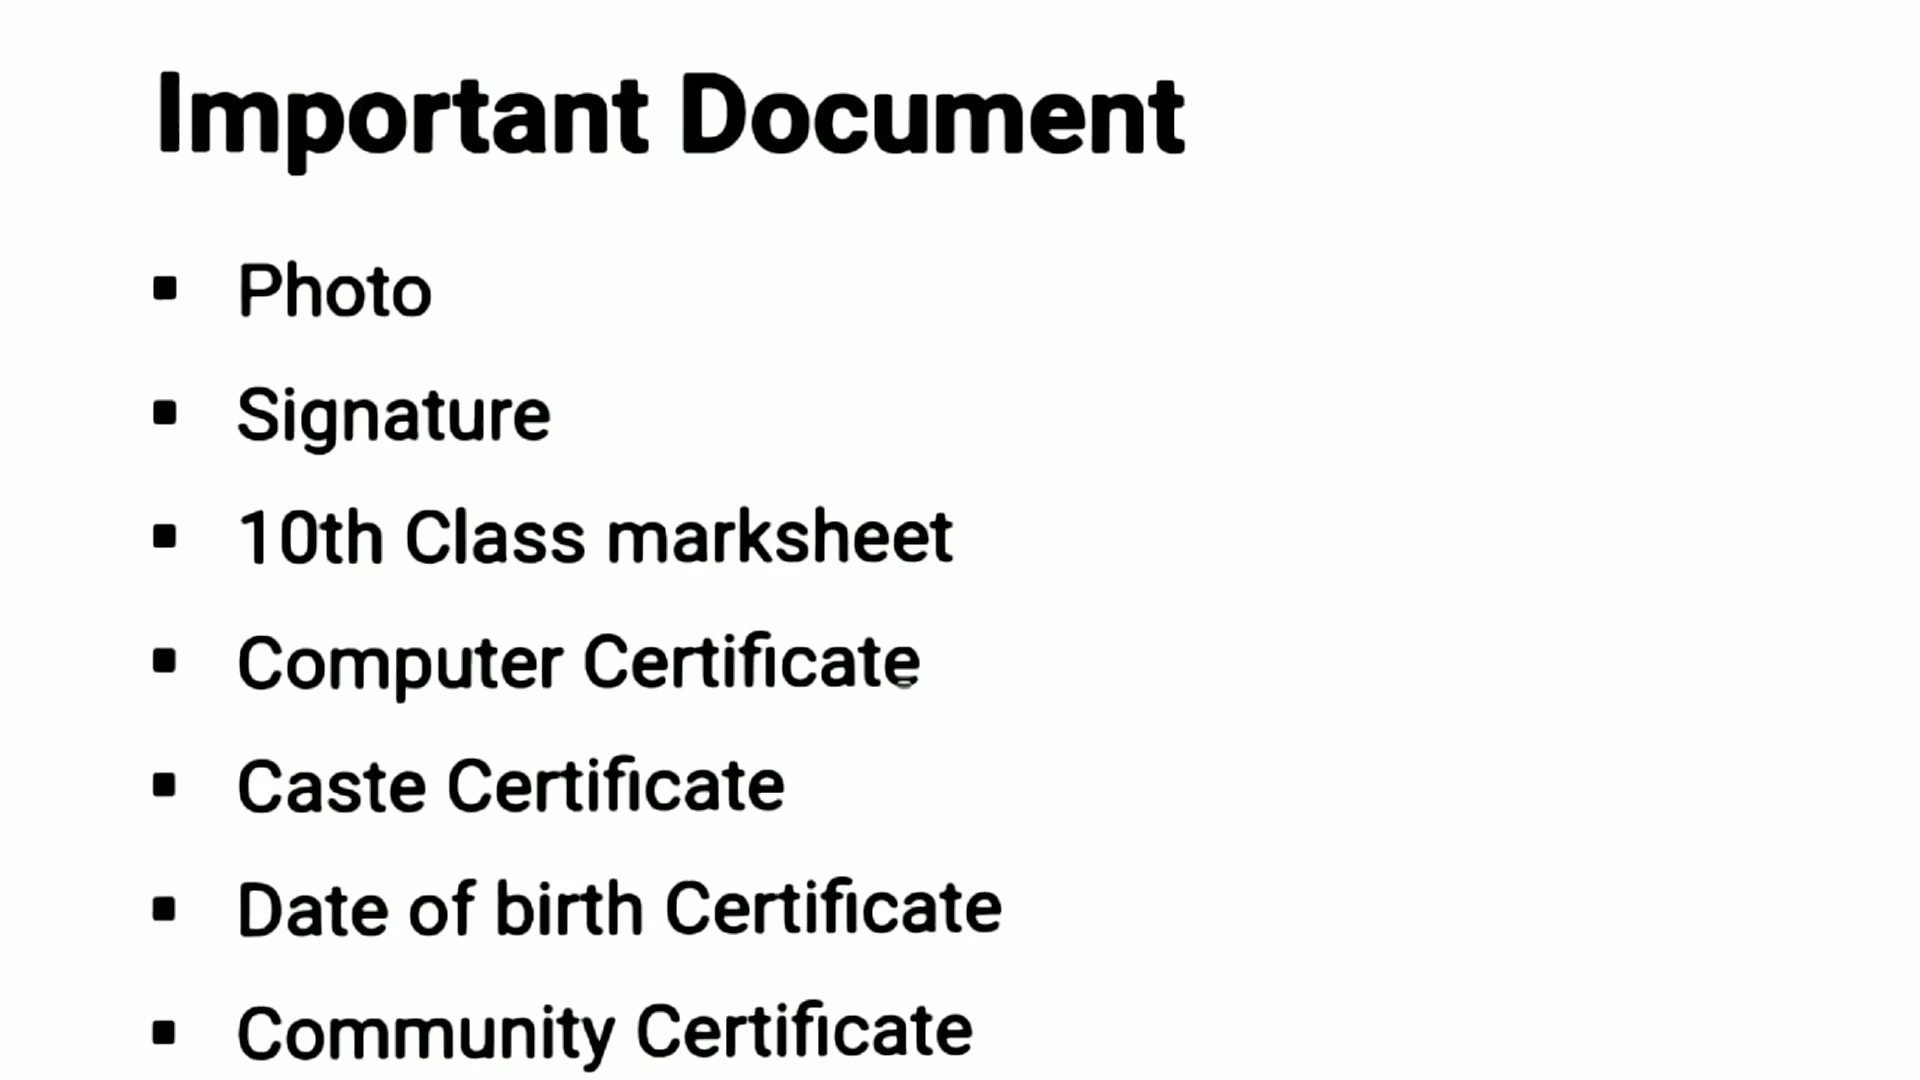 Important Document
▪ Photo
▪ Signature
▪ 10th Class marksheet
▪ Computer Certificate
▪ Caste Certificate
▪ Date of birth Certificate
▪ Community Certificate